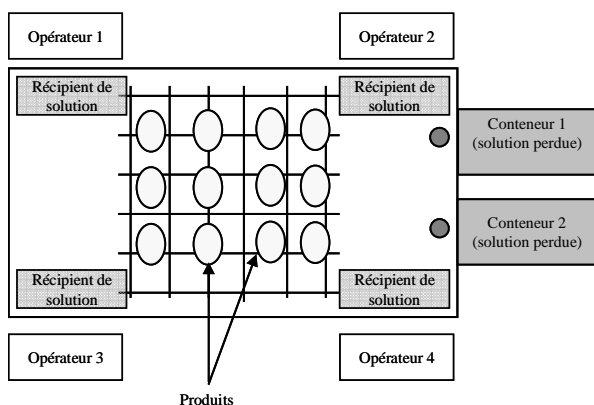 Opérateur 1
Opérateur 2
Récipient de
solution
Récipient de
solution
Conteneur 1
(solution perdue)
Conteneur 2
(solution perdue)
Récipient de
solution
Récipient de
solution
Opérateur 3
Opérateur 4
Produits